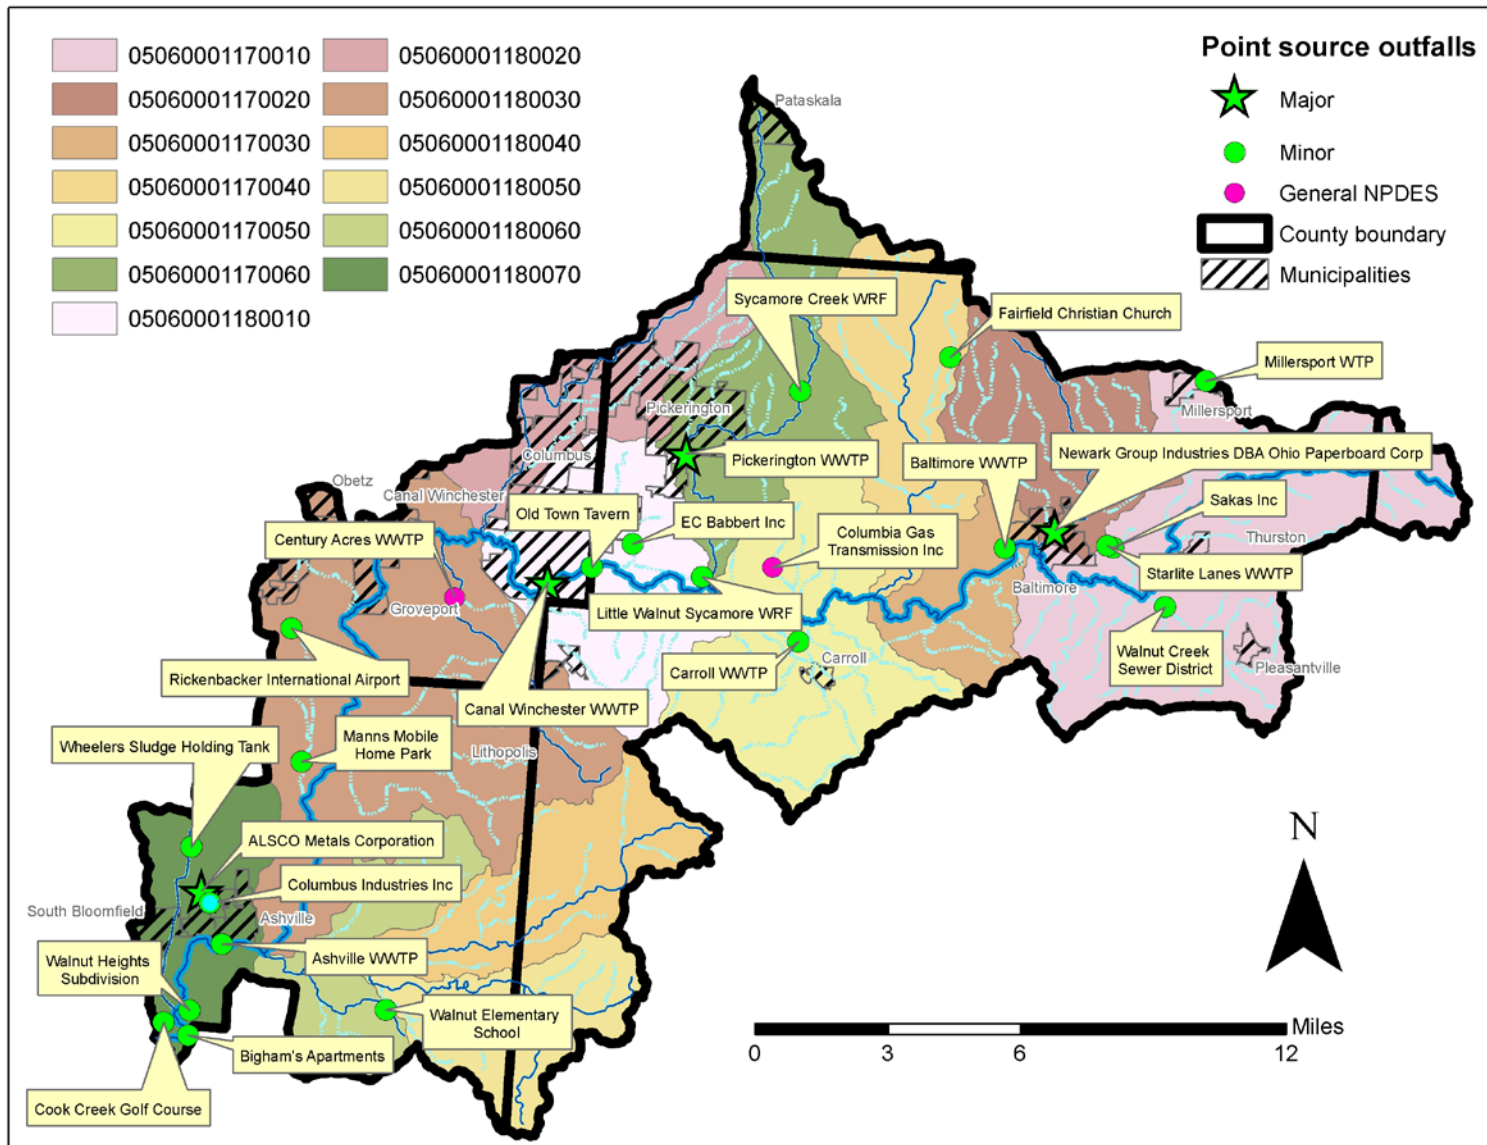 05060001170010
05060001170020
05060001170030
05060001170040
05060001170050
05060001170060
05060001180010
05060001180020
05060001180030
05060001180040
05060001180050
05060001180060
05060001180070
Point source outfalls
Major
Minor
General NPDES
County boundary
Municipalities
Pataskala
Sycamore Creek WRF
Fairfield Christian Church
Millersport WTP
Millersport
Pickerington
Newark Group Industries DBA Ohio Paperboard Corp
Pickerington WWTP
Baltimore WWTP
Columbus
Obetz
Canal Winchester
Old Town Tavern
EC Babbert Inc
Columbia Gas
Transmission Inc
Sakas Inc
Thurston
Century Acres WWTP
Starlite Lanes WWTP
Baltimore
Groveport
Little Walnut Sycamore WRF
Walnut Creek
Sewer District
Pleasantville
Carroll WWTP
Carroll
Rickenbacker International Airport
Canal Winchester WWTP
Wheelers Sludge Holding Tank
Manns Mobile
Home Park
Lithopolis
ALSCO Metals Corporation
Columbus Industries Inc
South Bloomfield
Ashville
Walnut Heights
Subdivision
Ashville WWTP
Walnut Elementary
School
Bigham's Apartments
Cook Creek Golf Course
N
Miles
0
3
6
12